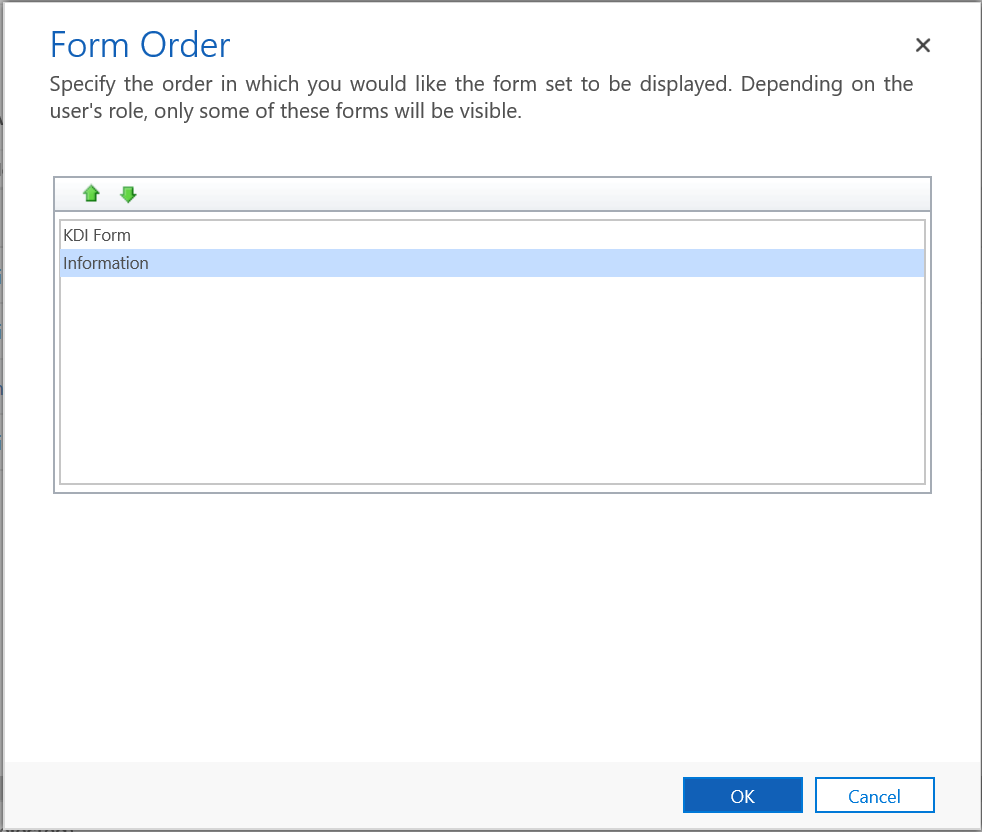 Form Order
Specify the order in which you would like the form set to be displayed. Depending on the
user's role, only some of these forms will be visible.
KDI Form
Information
OK
Cancel